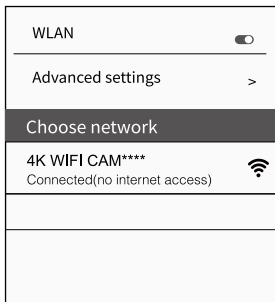 WLAN
Advanced settings >
Choose network
4K WIFI CAM****
Connected(no internet access)